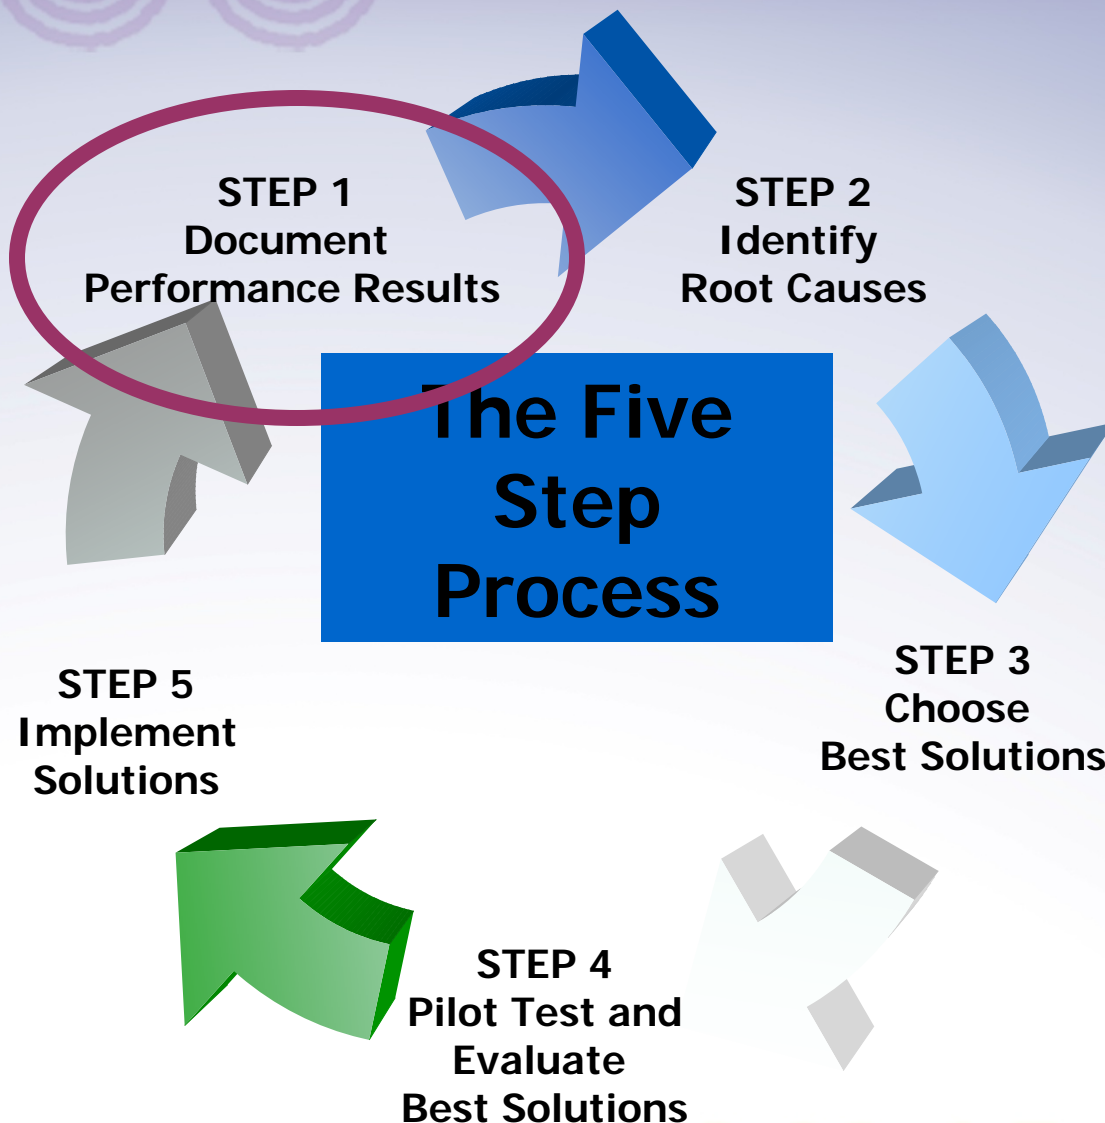 STEP 1
Document
Performance Results
STEP 2
Identify
Root Causes
The Five
Step
Process
STEP 3
Choose
Best Solutions
STEP 4
Pilot Test and
Evaluate
Best Solutions
STEP 5
Implement
Solutions